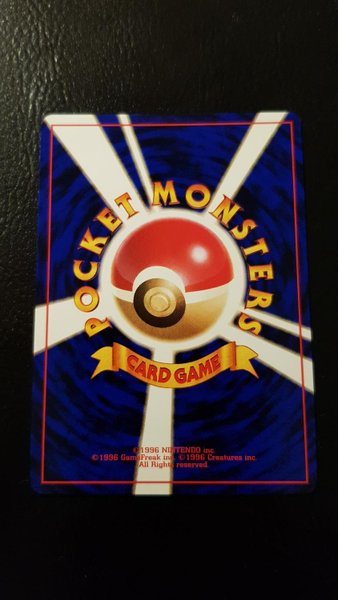 POCKET MONSTERS
CARD GAME
©1996 NINTENDO inc.
©1996 GameFreak inc. ©1996 Creatures inc.
All Rights reserved.